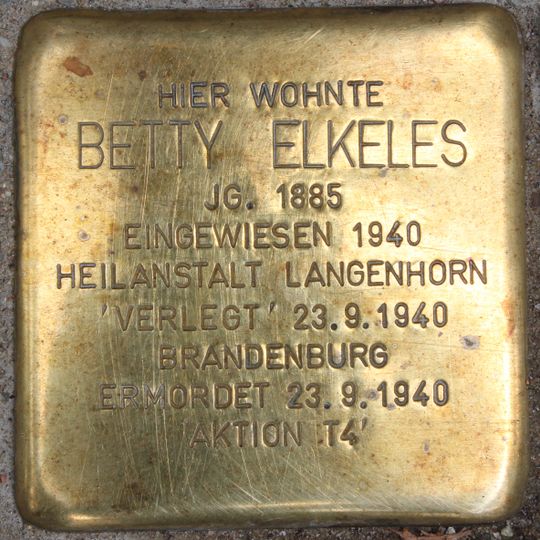 HIER WOHNTE
BETTY ELKELES
JG. 1885
EINGEWIESEN 1940
HEILANSTALT LANGENHORN
'VERLEGT' 23.9.1940
BRANDENBURG
ERMORDET 23.9.1940
'AKTION T4'